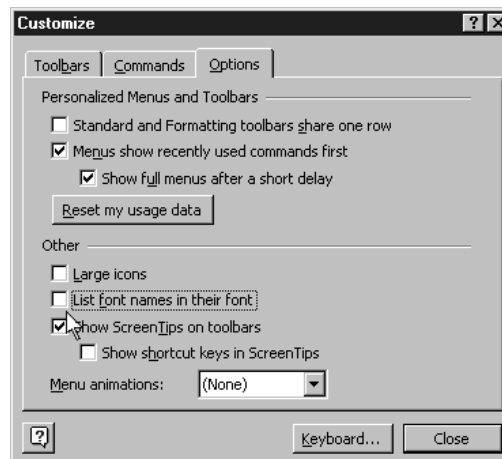 Customize
Toolbars Commands Options
Personalized Menus and Toolbars
Standard and Formatting toolbars share one row
Menus show recently used commands first
Show full menus after a short delay
Reset my usage data
Other
Large icons
List font names in their font
Show ScreenTips on toolbars
Show shortcut keys in ScreenTips
Menu animations: (None)
Keyboard... Close